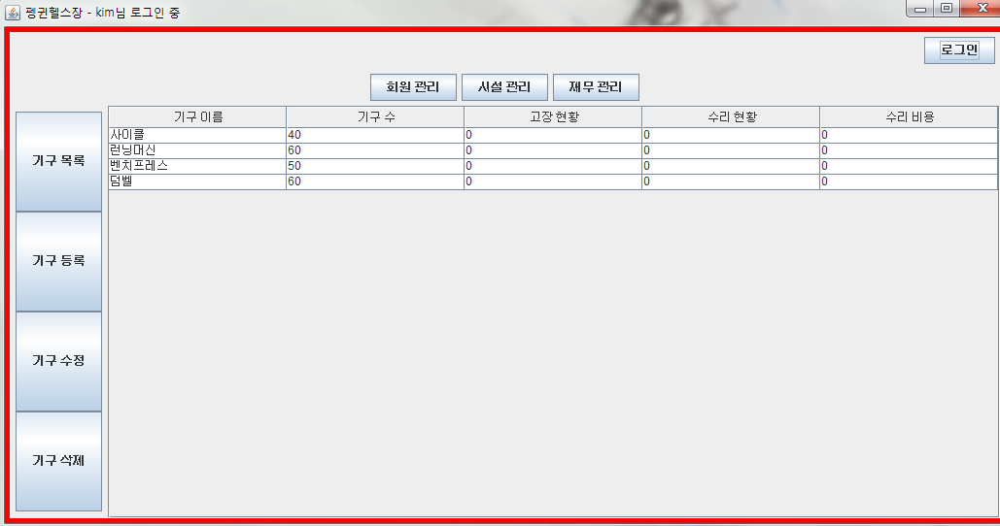 펭귄헬스장 - kim님 로그인 중
로그인
회원 관리 시설 관리 재무 관리
기구 이름 기구 수 고장 현황 수리 현황 수리 비용
사이클 40 0 0 0
런닝머신 60 0 0 0
벤치프레스 50 0 0 0
덤벨 60 0 0 0
기구 목록
기구 등록
기구 수정
기구 삭제